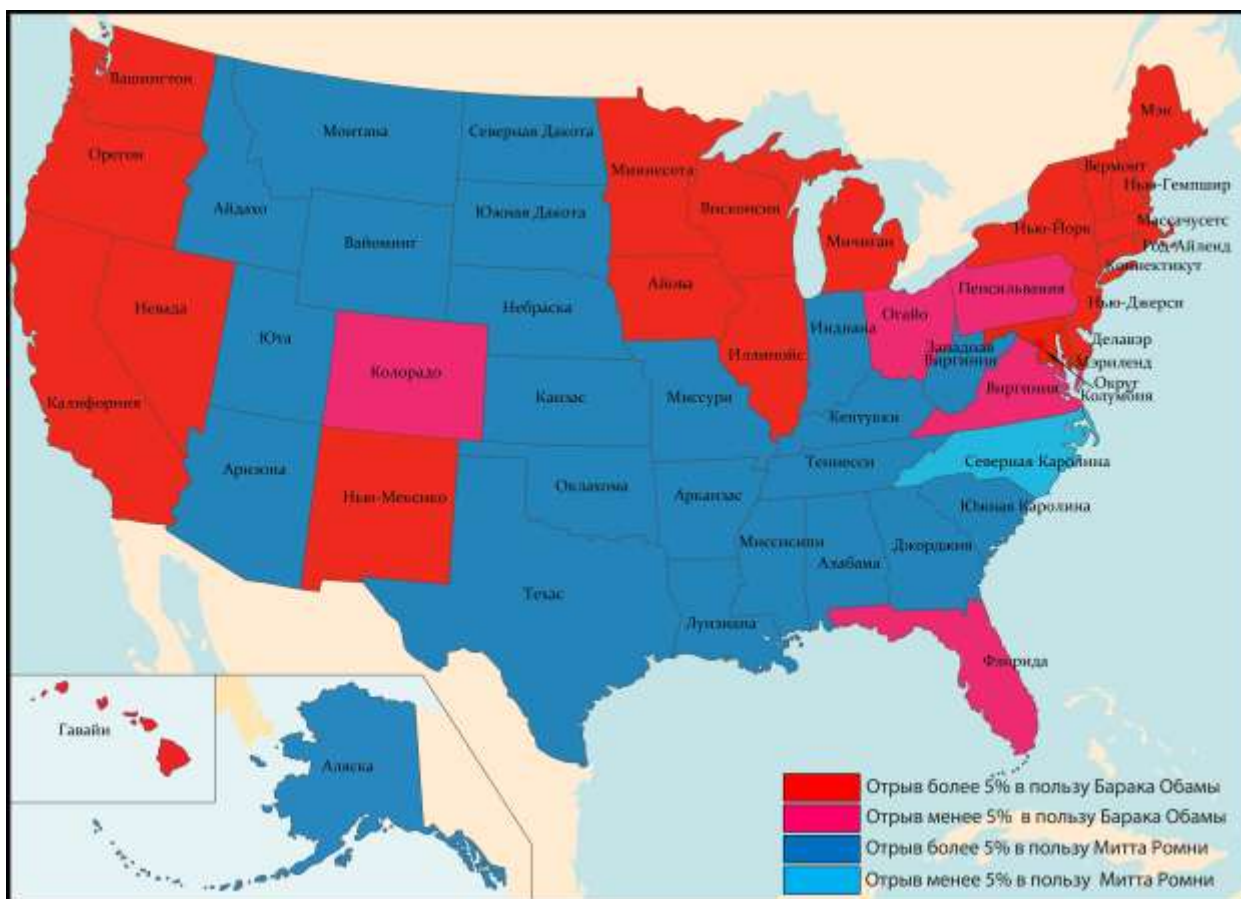 Вашингтон
Мэн
Монтана
Северная Дакота
Орегон
Миннесота
Вермонт
Нью-Гемпшир
Айдахо
Южная Дакота
Висконсин
Массачусетс
Вайоминг
Мичиган
Нью-Йорк
Род-Айленд
Коннектикут
Айова
Пенсильвания
Невада
Небраска
Нью-Джерси
Огайо
Индиана
Юта
Иллинойс
Западная
Виргиния
Делавэр
Мэриленд
Колорадо
Канзас
Миссури
Виргиния
Округ
Колумбия
Калифорния
Кентукки
Аризона
Теннесси
Северная Каролина
Нью-Мексико
Оклахома
Арканзас
Южная Каролина
Миссисипи
Алабама
Джорджия
Техас
Луизиана
Флорида
Гавайи
Аляска
Отрыв более 5% в пользу Барака Обамы
Отрыв менее 5% в пользу Барака Обамы
Отрыв более 5% в пользу Митта Ромни
Отрыв менее 5% в пользу Митта Ромни